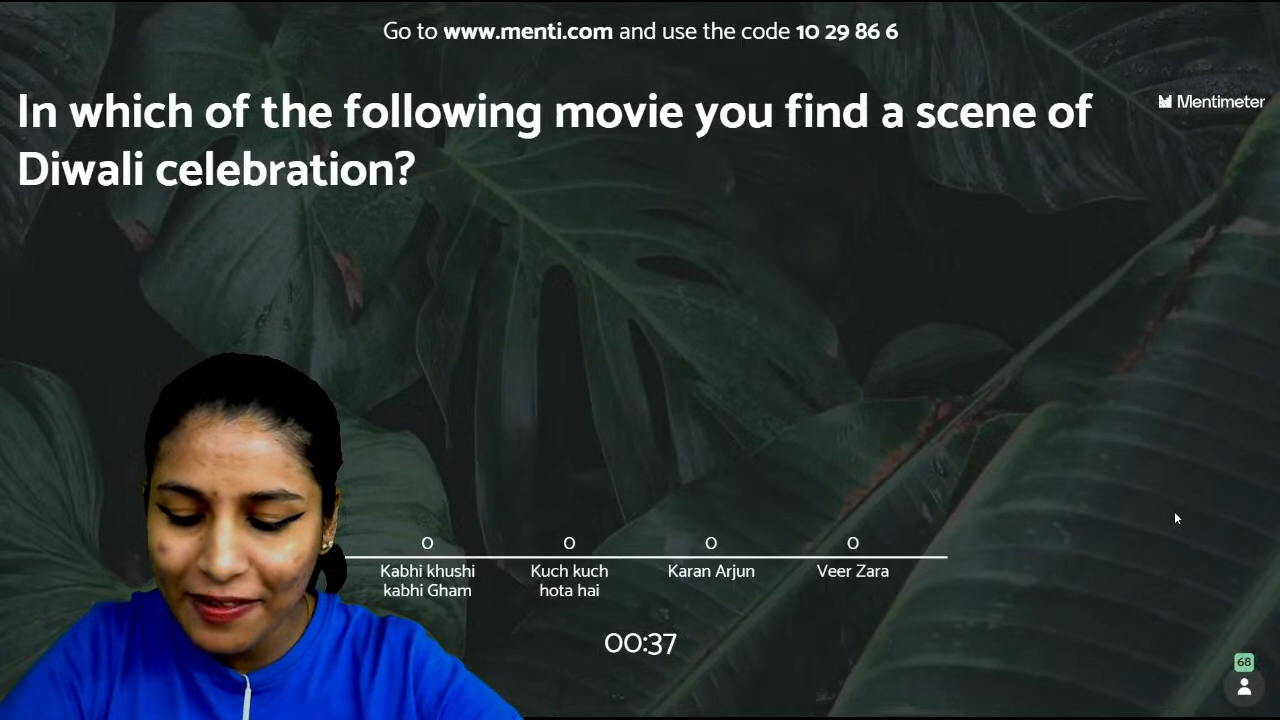 Go to www.menti.com and use the code 10 29 86 6
Mentimeter
In which of the following movie you find a scene of
Diwali celebration?
0 0 0 0
Kabhi khushi
kabhi Gham
Kuch kuch
hota hai
Karan Arjun
Veer Zara
00:37
68